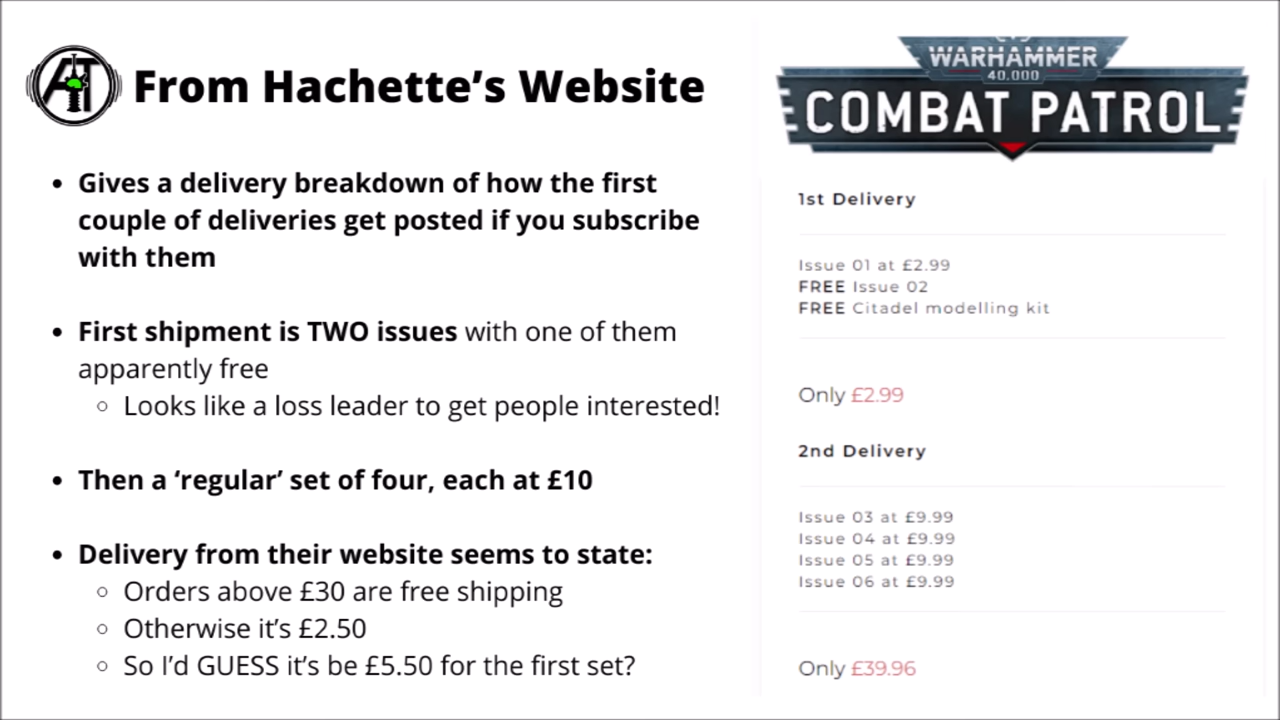 AT
From Hachette's Website
• Gives a delivery breakdown of how the first
couple of deliveries get posted if you subscribe
with them
• First shipment is TWO issues with one of them
apparently free
○ Looks like a loss leader to get people interested!
• Then a ‘regular’ set of four, each at £10
• Delivery from their website seems to state:
○ Orders above £30 are free shipping
○ Otherwise it’s £2.50
○ So I’d GUESS it’s be £5.50 for the first set?
WARHAMMER
40,000
COMBAT PATROL
1st Delivery
Issue 01 at £2.99
FREE Issue 02
FREE Citadel modelling kit
Only £2.99
2nd Delivery
Issue 03 at £9.99
Issue 04 at £9.99
Issue 05 at £9.99
Issue 06 at £9.99
Only £39.96